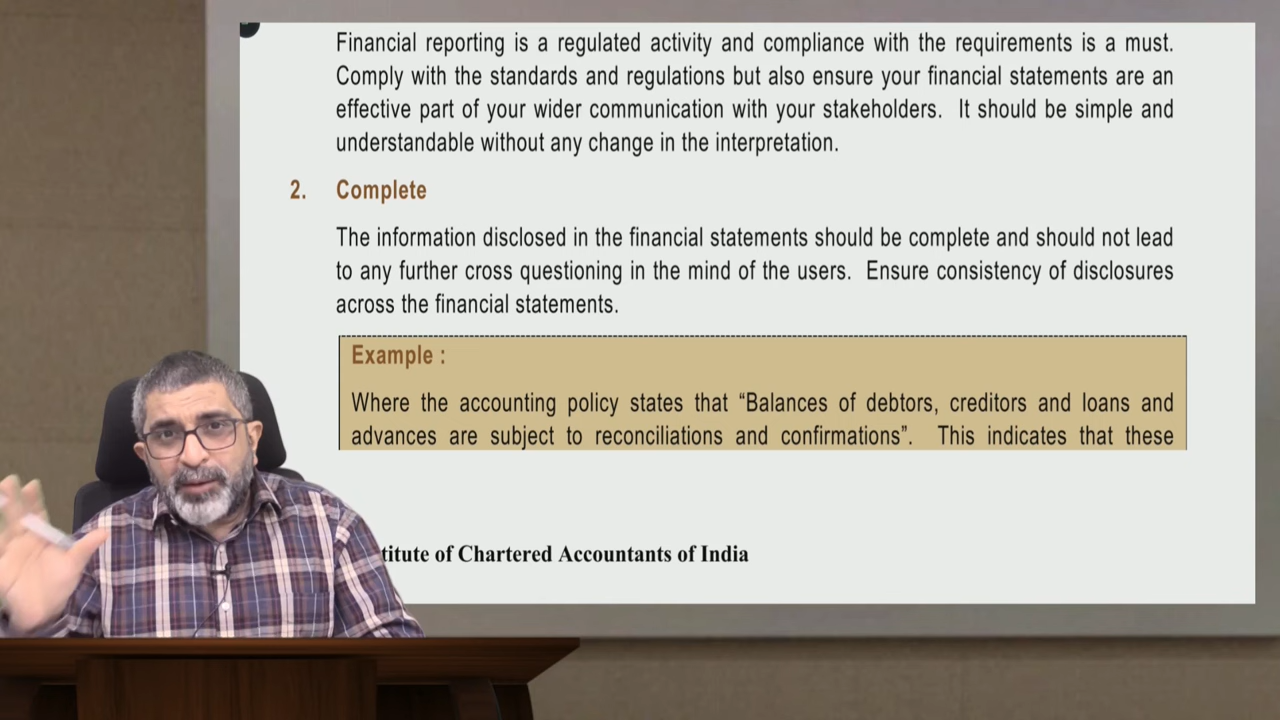 Financial reporting is a regulated activity and compliance with the requirements is a must.
Comply with the standards and regulations but also ensure your financial statements are an
effective part of your wider communication with your stakeholders. It should be simple and
understandable without any change in the interpretation.
2. Complete
The information disclosed in the financial statements should be complete and should not lead
to any further cross questioning in the mind of the users. Ensure consistency of disclosures
across the financial statements.
Example :
Where the accounting policy states that “Balances of debtors, creditors and loans and
advances are subject to reconciliations and confirmations”. This indicates that these
titute of Chartered Accountants of India